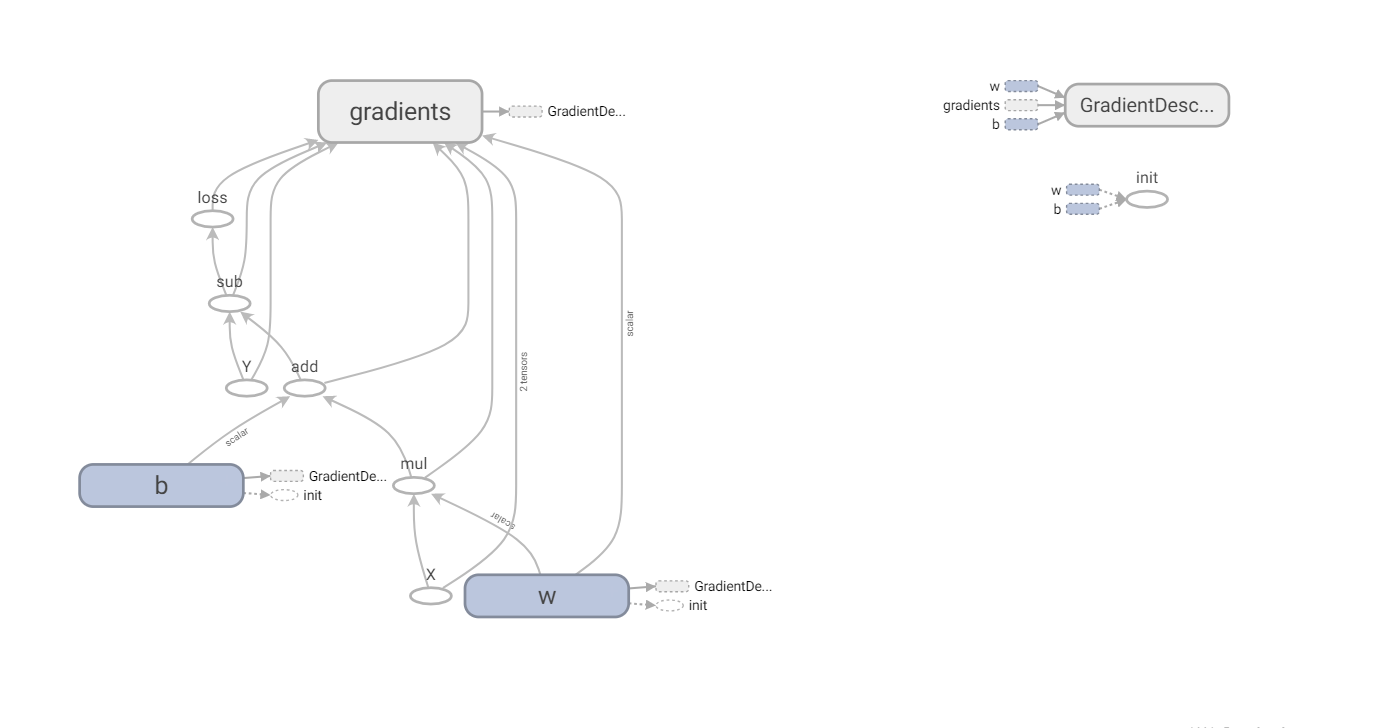 gradients
GradientDe...
loss
sub
Y
add
scalar
b
GradientDe...
init
mul
scalar
X
w
GradientDe...
init
2 tensors
scalar
w
gradients
b
GradientDesc...
init
w
b